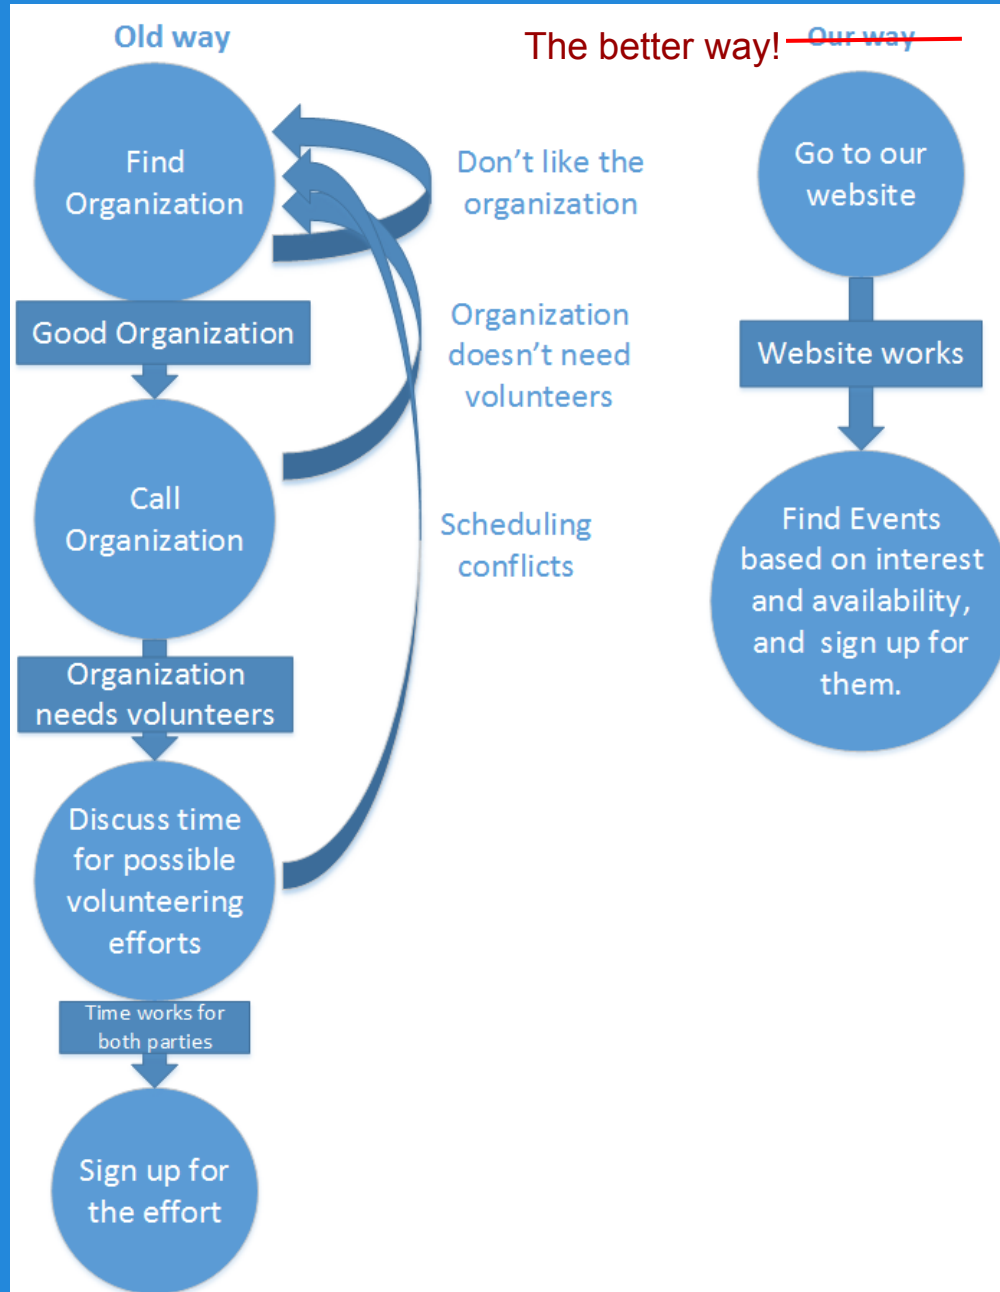 Old way
Find
Organization
Good Organization
Call
Organization
Organization
needs volunteers
Discuss time
for possible
volunteering
efforts
Time works for
both parties
Sign up for
the effort
Don’t like the
organization
Organization
doesn’t need
volunteers
Scheduling
conflicts
The better way! Our way
Go to our
website
Website works
Find Events
based on interest
and availability,
and sign up for
them.